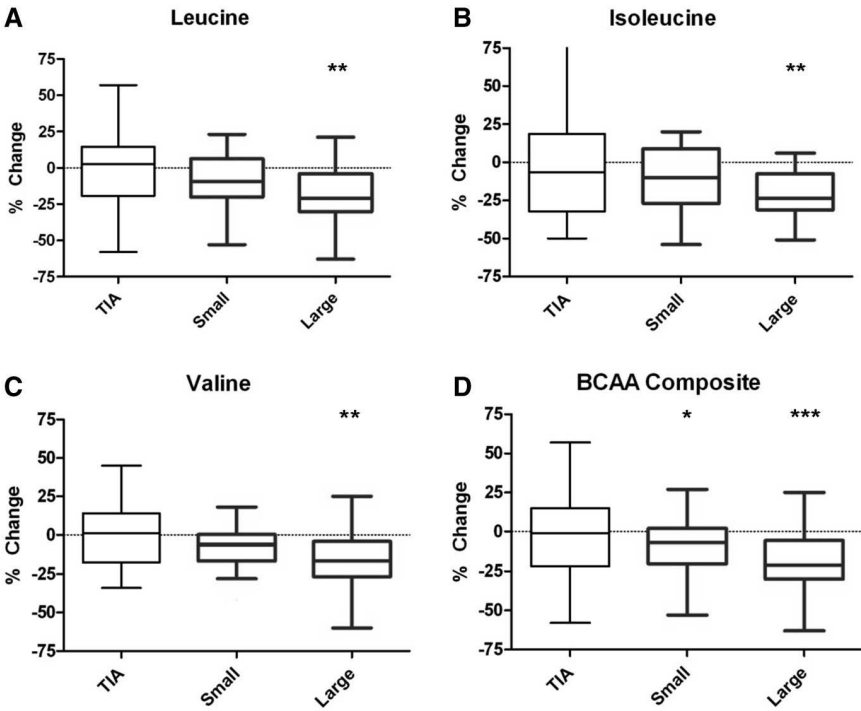 A
Leucine
**
% Change
75
50
25
0
-25
-50
-75
TIA
Small
Large
B
Isoleucine
**
% Change
75
50
25
0
-25
-50
-75
TIA
Small
Large
C
Valine
**
% Change
75
50
25
0
-25
-50
-75
TIA
Small
Large
D
BCAA Composite
*
***
% Change
75
50
25
0
-25
-50
-75
TIA
Small
Large